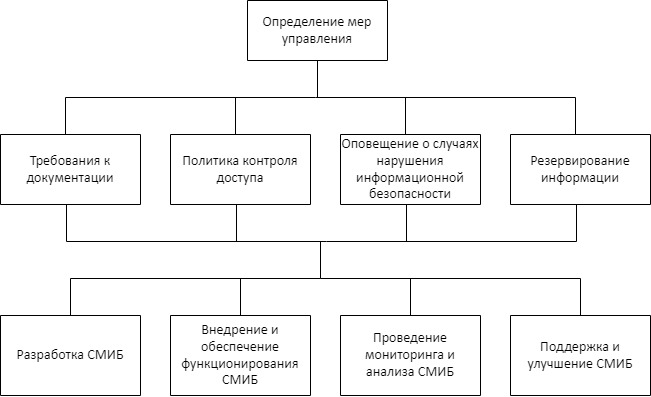 Определение мер
управления
Требования к
документации
Политика контроля
доступа
Оповещение о случаях
нарушения
информационной
безопасности
Резервирование
информации
Разработка СМИБ
Внедрение и
обеспечение
функционирования
СМИБ
Проведение
мониторинга и
анализа СМИБ
Поддержка и
улучшение СМИБ